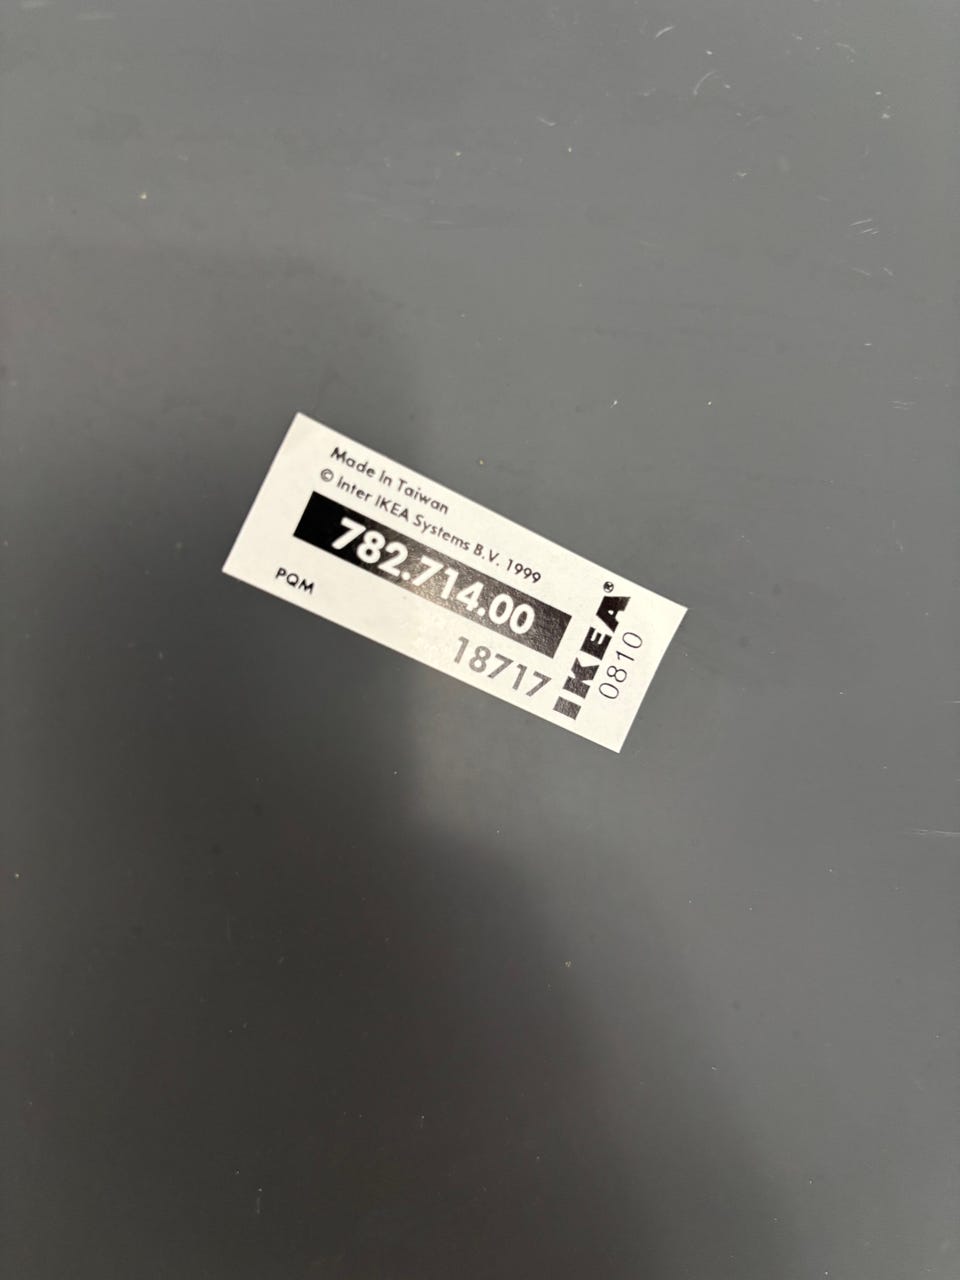 Made In Taiwan
© Inter IKEA Systems B.V. 1999
782.714.00
PQM
18717
IKEA®
0810